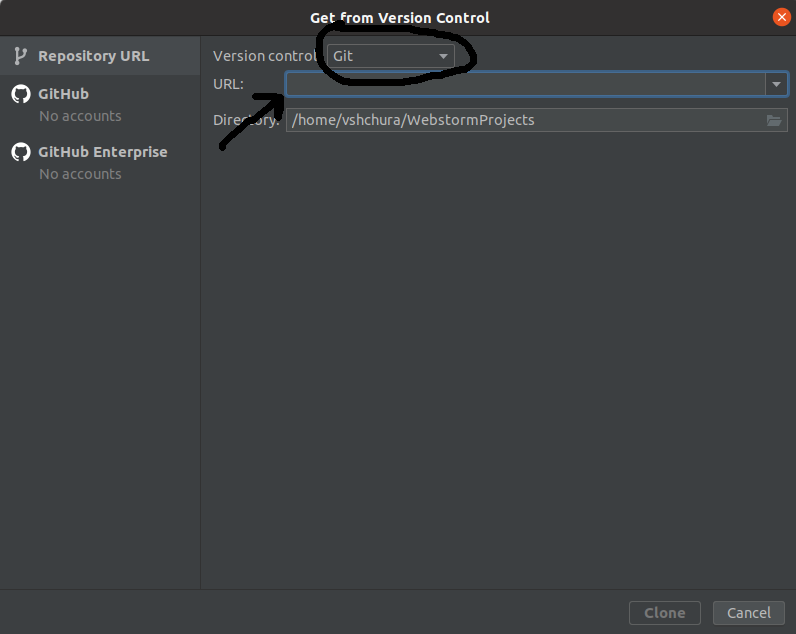 Get from Version Control
Repository URL
GitHub
No accounts
GitHub Enterprise
No accounts
Version control: Git
URL:
Directory: /home/vshchura/WebstormProjects
Clone Cancel